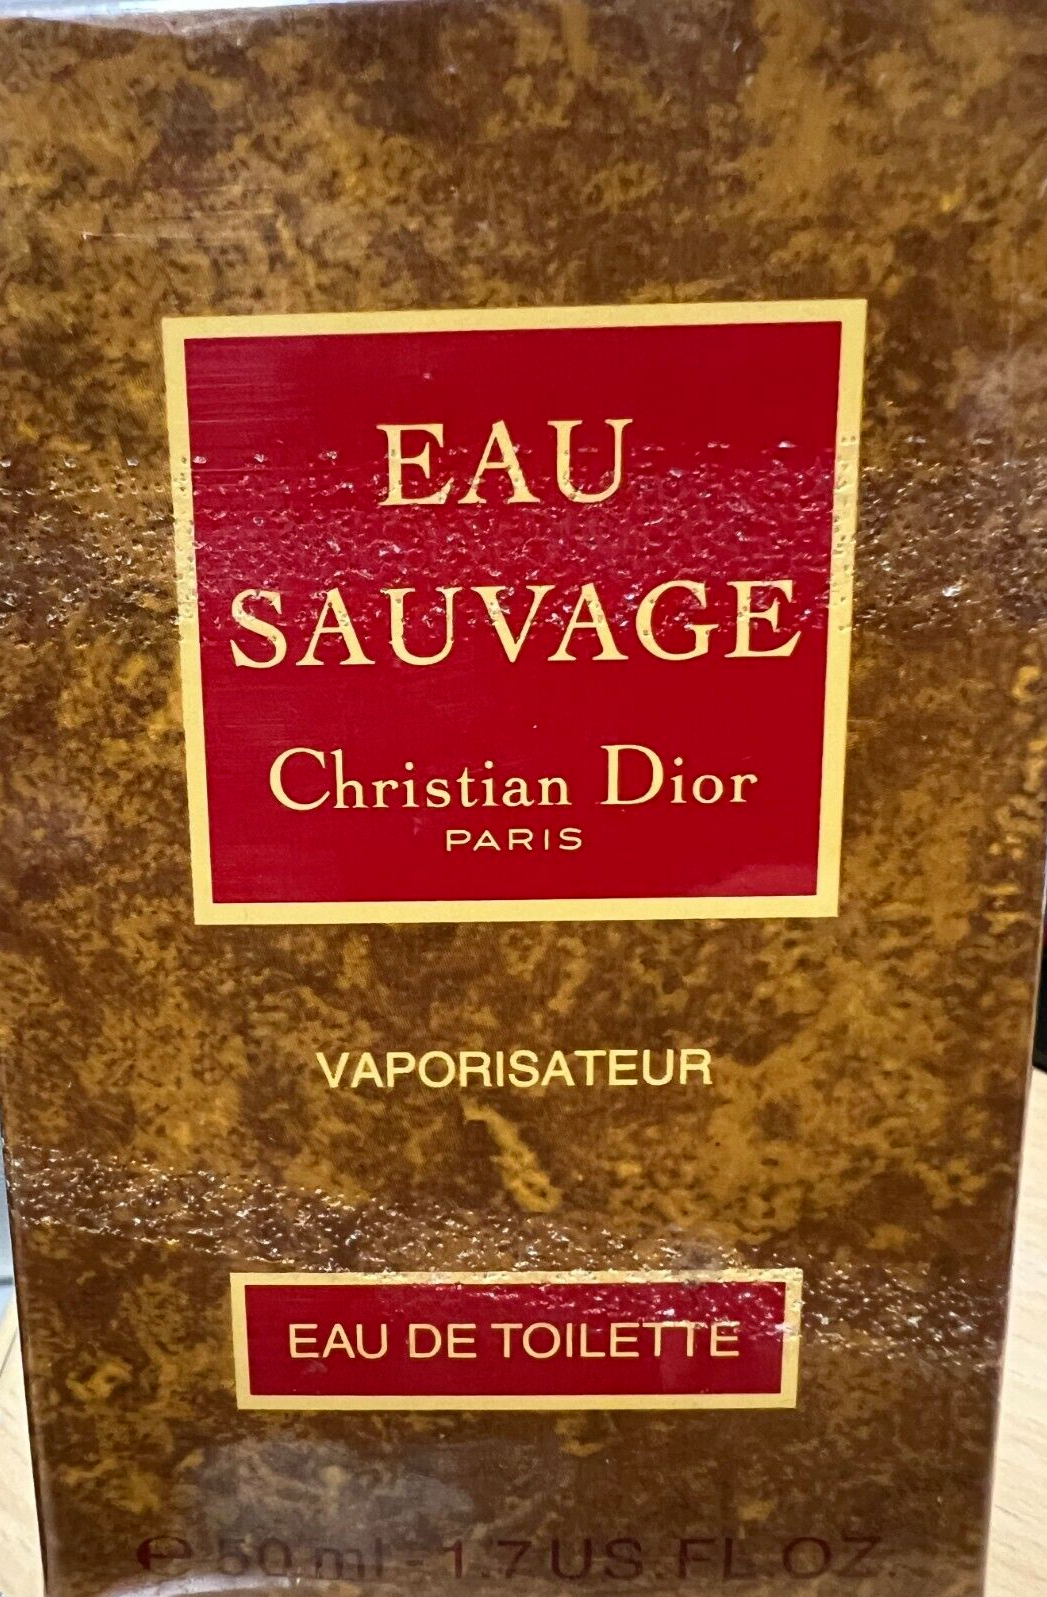 EAU
SAUVAGE
Christian Dior
PARIS
VAPORISATEUR
EAU DE TOILETTE
℮ 50 ml - 1.7 US. FL. OZ.